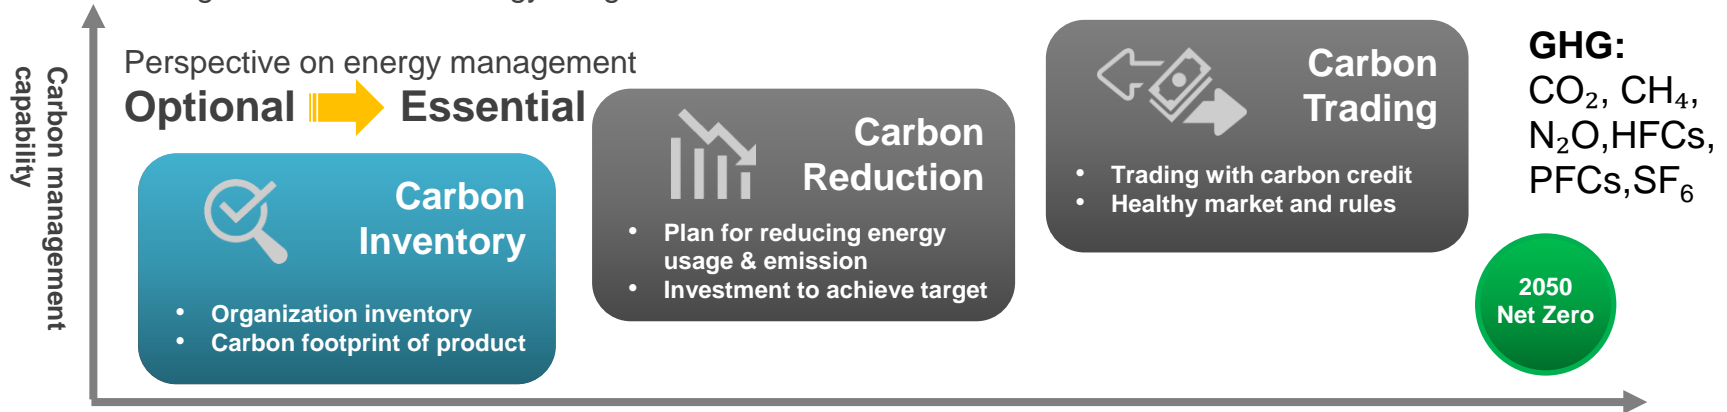 Perspective on energy management
Optional Essential
Carbon management
capability
Carbon
Inventory
• Organization inventory
• Carbon footprint of product
Carbon
Reduction
• Plan for reducing energy
usage & emission
• Investment to achieve target
Carbon
Trading
• Trading with carbon credit
• Healthy market and rules
GHG:
CO₂, CH₄,
N₂O,HFCs,
PFCs,SF₆
2050
Net Zero